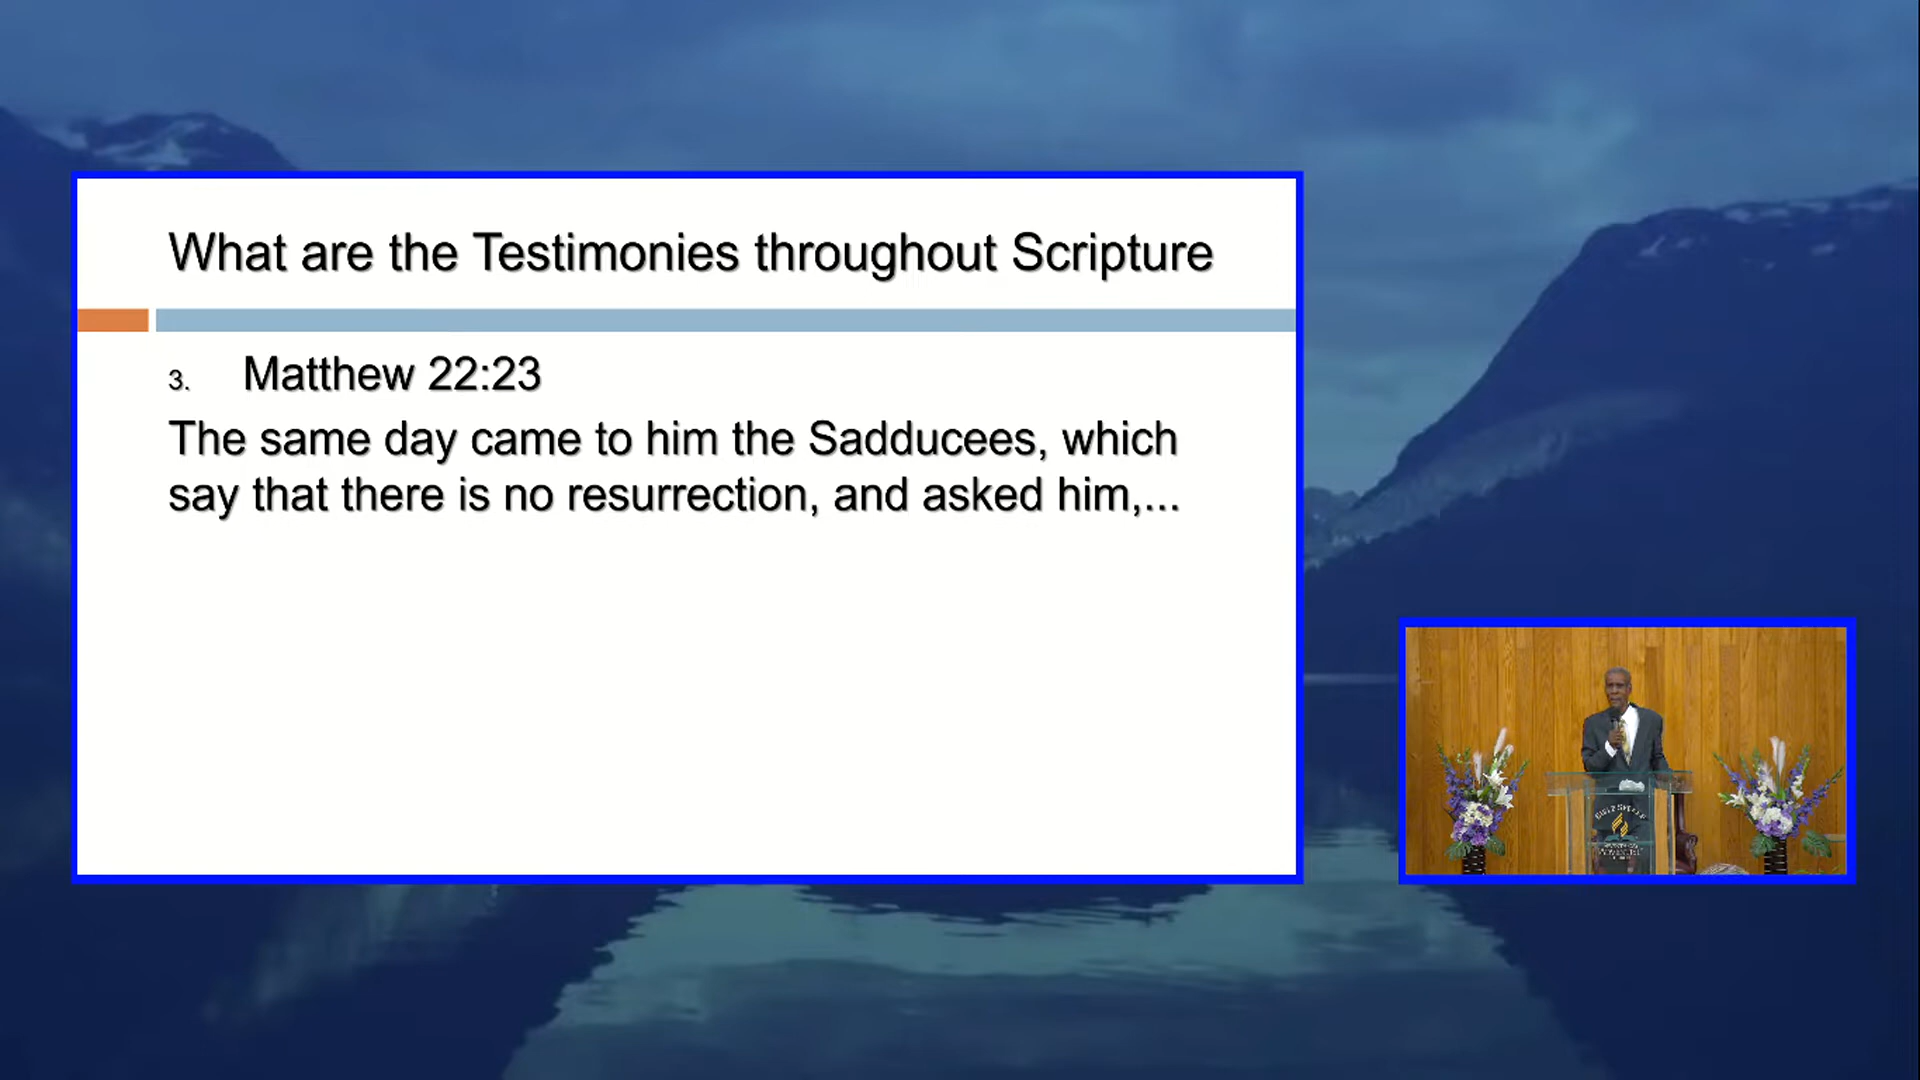 What are the Testimonies throughout Scripture
3. Matthew 22:23
The same day came to him the Sadducees, which
say that there is no resurrection, and asked him,...